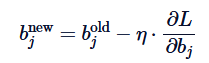 b_j^new = b_j^old − η · ∂L/∂b_j